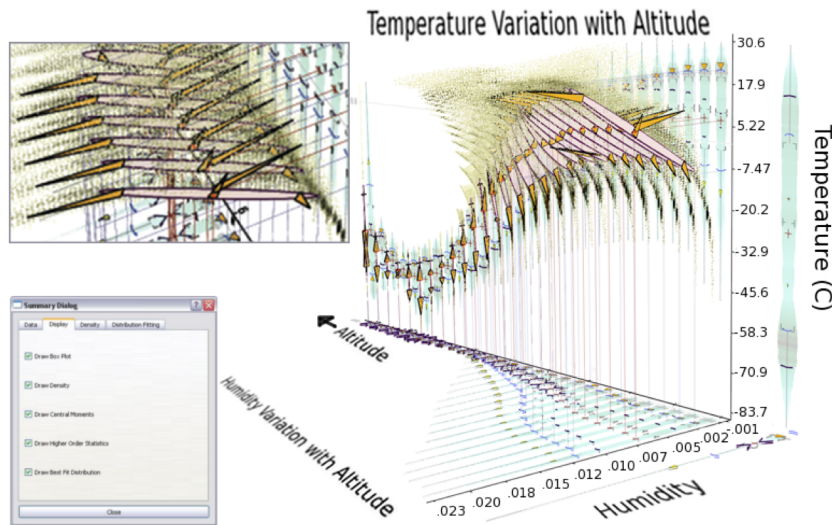 Temperature Variation with Altitude
30.6
17.9
5.22
-7.47
-20.2
-32.9
-45.6
-58.3
-70.9
-83.7
Temperature (C)
Altitude
Humidity Variation with Altitude
.023 .020 .018 .015 .012 .010 .007 .005 .002 -.001
Humidity
Summary Dialog
Data Display Density Distribution Fitting
Draw Box Plot
Draw Density
Draw Central Moments
Draw Higher Order Statistics
Draw Best Fit Distribution
Close